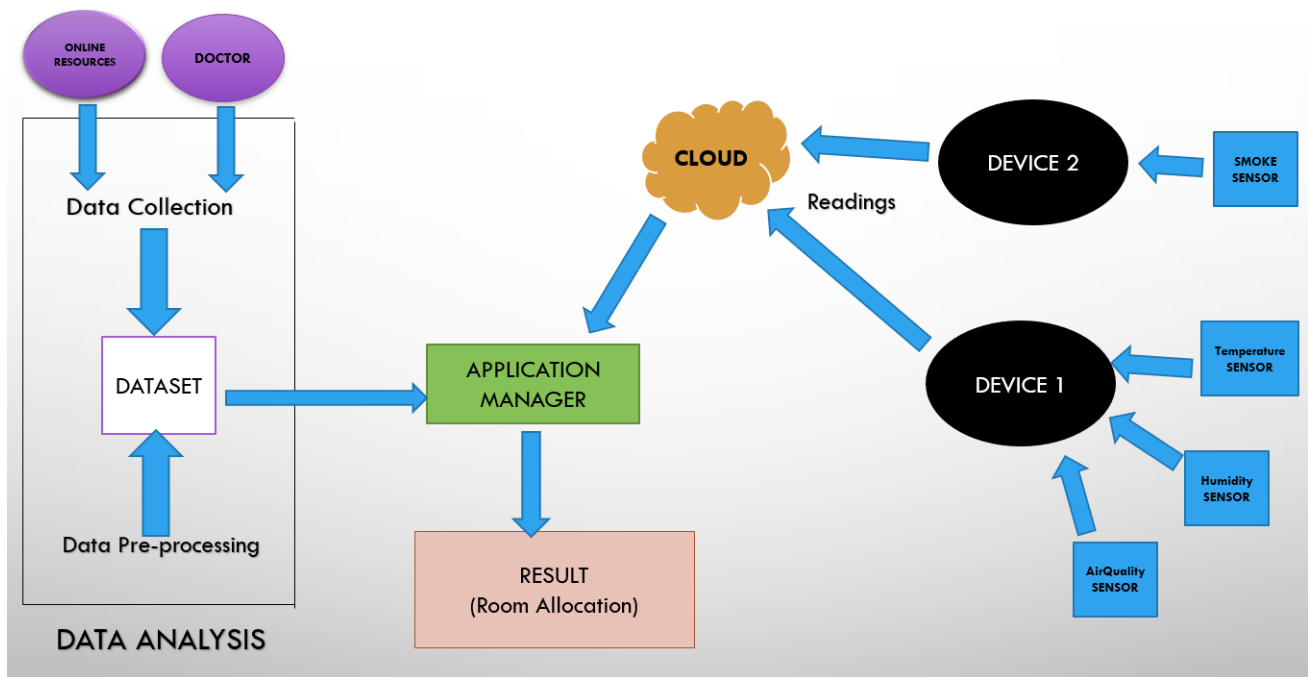 ONLINE
RESOURCES
DOCTOR
Data Collection
DATASET
Data Pre-processing
DATA ANALYSIS
APPLICATION
MANAGER
RESULT
(Room Allocation)
CLOUD
Readings
DEVICE 2
SMOKE
SENSOR
DEVICE 1
Temperature
SENSOR
Humidity
SENSOR
AirQuality
SENSOR